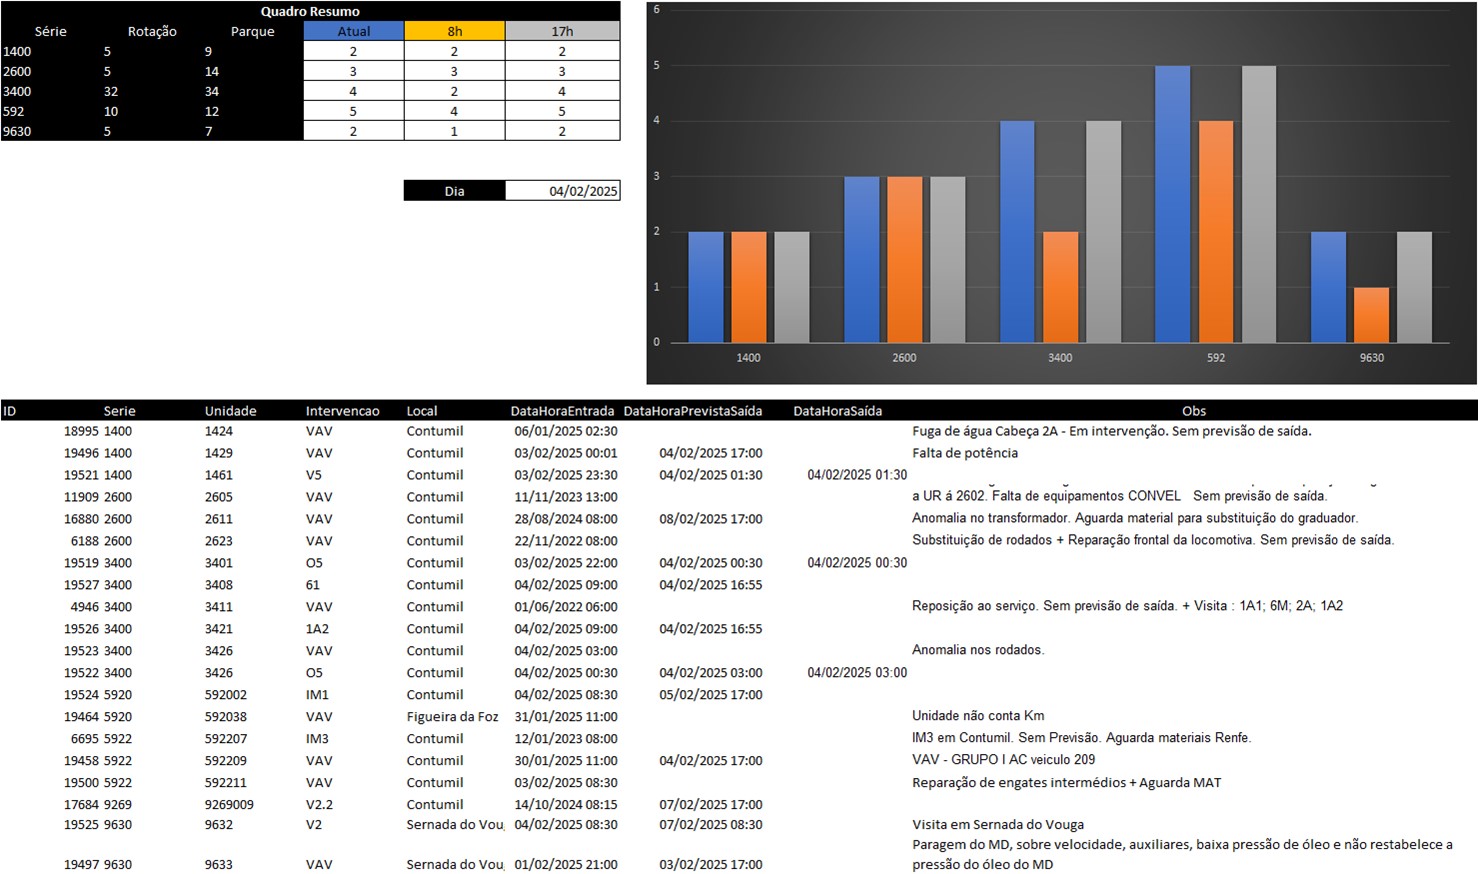 Quadro Resumo
Série Rotação Parque Atual 8h 17h
1400 5 9 2 2 2
2600 5 14 3 3 3
3400 32 34 4 2 4
592 10 12 5 4 5
9630 5 7 2 1 2
Dia 04/02/2025
6
5
4
3
2
1
0
1400 2600 3400 592 9630
ID Serie Unidade Intervencao Local DataHoraEntrada DataHoraPrevistaSaída DataHoraSaída Obs
18995 1400 1424 VAV Contumil 06/01/2025 02:30 Fuga de água Cabeça 2A - Em intervenção. Sem previsão de saída.
19496 1400 1429 VAV Contumil 03/02/2025 00:01 04/02/2025 17:00 Falta de potência
19521 1400 1461 V5 Contumil 03/02/2025 23:30 04/02/2025 01:30 04/02/2025 01:30
11909 2600 2605 VAV Contumil 11/11/2023 13:00 a UR á 2602. Falta de equipamentos CONVEL Sem previsão de saída.
16880 2600 2611 VAV Contumil 28/08/2024 08:00 08/02/2025 17:00 Anomalia no transformador. Aguarda material para substituição do graduador.
6188 2600 2623 VAV Contumil 22/11/2022 08:00 Substituição de rodados + Reparação frontal da locomotiva. Sem previsão de saída.
19519 3400 3401 O5 Contumil 03/02/2025 22:00 04/02/2025 00:30 04/02/2025 00:30
19527 3400 3408 61 Contumil 04/02/2025 09:00 04/02/2025 16:55
4946 3400 3411 VAV Contumil 01/06/2022 06:00 Reposição ao serviço. Sem previsão de saída. + Visita : 1A1; 6M; 2A; 1A2
19526 3400 3421 1A2 Contumil 04/02/2025 09:00 04/02/2025 16:55
19523 3400 3426 VAV Contumil 04/02/2025 03:00 Anomalia nos rodados.
19522 3400 3426 O5 Contumil 04/02/2025 00:30 04/02/2025 03:00 04/02/2025 03:00
19524 5920 592002 IM1 Contumil 04/02/2025 08:30 05/02/2025 17:00
19464 5920 592038 VAV Figueira da Foz 31/01/2025 11:00 Unidade não conta Km
6695 5922 592207 IM3 Contumil 12/01/2023 08:00 IM3 em Contumil. Sem Previsão. Aguarda materiais Renfe.
19458 5922 592209 VAV Contumil 30/01/2025 11:00 04/02/2025 17:00 VAV - GRUPO I AC veiculo 209
19500 5922 592211 VAV Contumil 03/02/2025 08:30 Reparação de engates intermédios + Aguarda MAT
17684 9269 9269009 V2.2 Contumil 14/10/2024 08:15 07/02/2025 17:00
19525 9630 9632 V2 Sernada do Vou 04/02/2025 08:30 07/02/2025 08:30 Visita em Sernada do Vouga
Paragem do MD, sobre velocidade, auxiliares, baixa pressão de óleo e não restabelece a
19497 9630 9633 VAV Sernada do Vou 01/02/2025 21:00 03/02/2025 17:00 pressão do óleo do MD